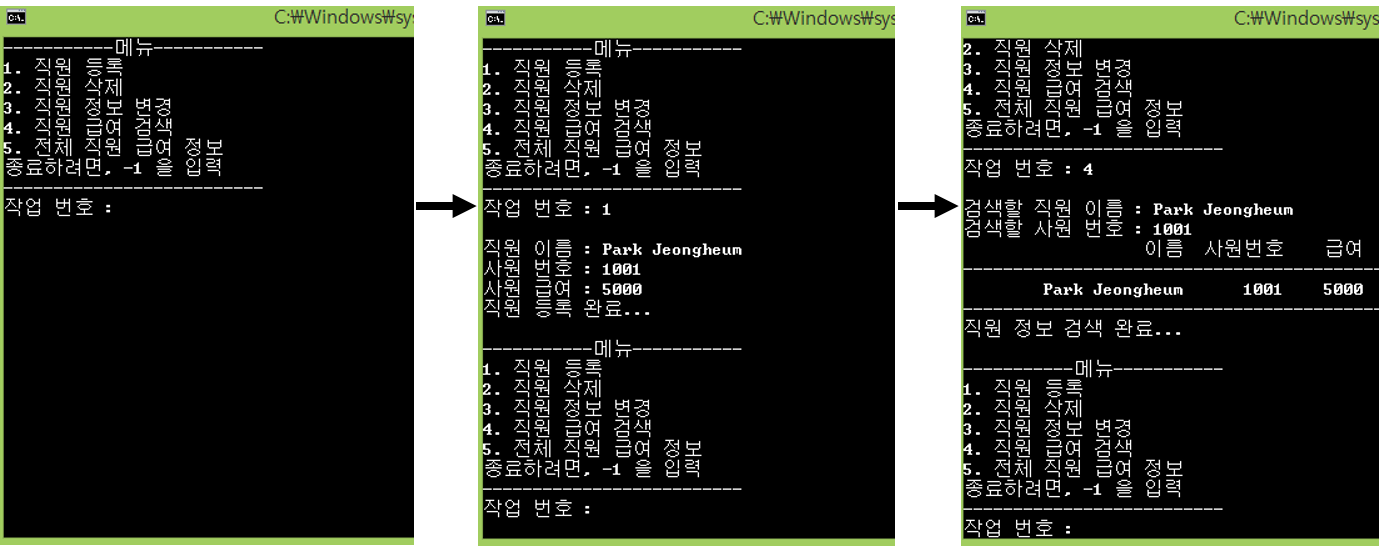 C:₩Windows₩sys
-----------메뉴-----------
1. 직원 등록
2. 직원 삭제
3. 직원 정보 변경
4. 직원 급여 검색
5. 전체 직원 급여 정보
종료하려면, -1 을 입력
--------------------------
작업 번호 :
C:₩Windows₩sys
-----------메뉴-----------
1. 직원 등록
2. 직원 삭제
3. 직원 정보 변경
4. 직원 급여 검색
5. 전체 직원 급여 정보
종료하려면, -1 을 입력
--------------------------
작업 번호 : 1
직원 이름 : Park Jeongheum
사원 번호 : 1001
사원 급여 : 5000
직원 등록 완료...
-----------메뉴-----------
1. 직원 등록
2. 직원 삭제
3. 직원 정보 변경
4. 직원 급여 검색
5. 전체 직원 급여 정보
종료하려면, -1 을 입력
--------------------------
작업 번호 :
C:₩Windows₩sys
2. 직원 삭제
3. 직원 정보 변경
4. 직원 급여 검색
5. 전체 직원 급여 정보
종료하려면, -1 을 입력
--------------------------
작업 번호 : 4
검색할 직원 이름 : Park Jeongheum
검색할 사원 번호 : 1001
이름 사원번호 급여
------------------------------------------
Park Jeongheum 1001 5000
------------------------------------------
직원 정보 검색 완료...
-----------메뉴-----------
1. 직원 등록
2. 직원 삭제
3. 직원 정보 변경
4. 직원 급여 검색
5. 전체 직원 급여 정보
종료하려면, -1 을 입력
--------------------------
작업 번호 :